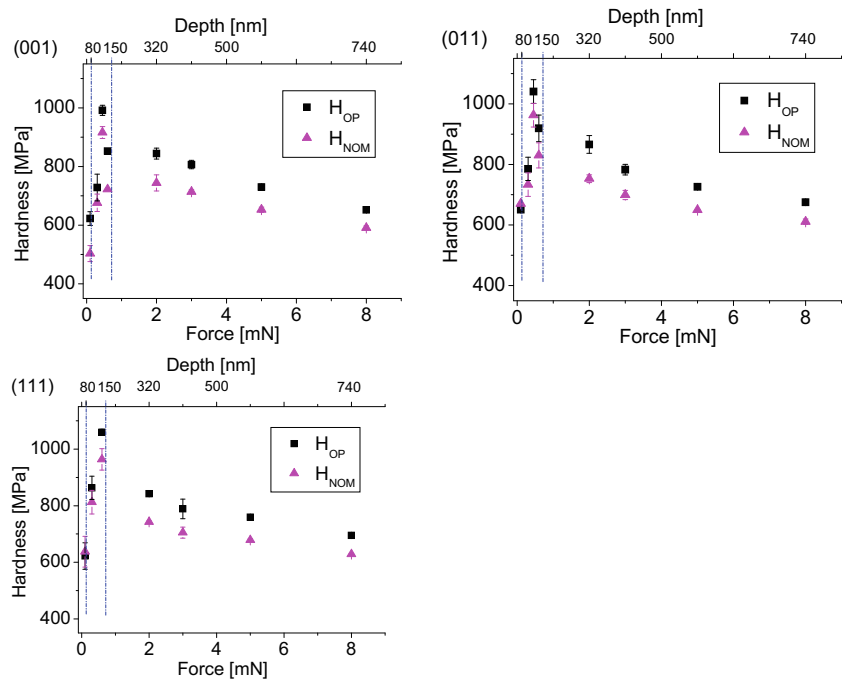 Depth [nm]
(001)
80 150 320 500 740
1000
800
600
400
Hardness [MPa]
H_OP
H_NOM
0 2 4 6 8
Force [mN]
Depth [nm]
(011)
80 150 320 500 740
1000
800
600
400
Hardness [MPa]
H_OP
H_NOM
0 2 4 6 8
Force [mN]
Depth [nm]
(111)
80 150 320 500 740
1000
800
600
400
Hardness [MPa]
H_OP
H_NOM
0 2 4 6 8
Force [mN]